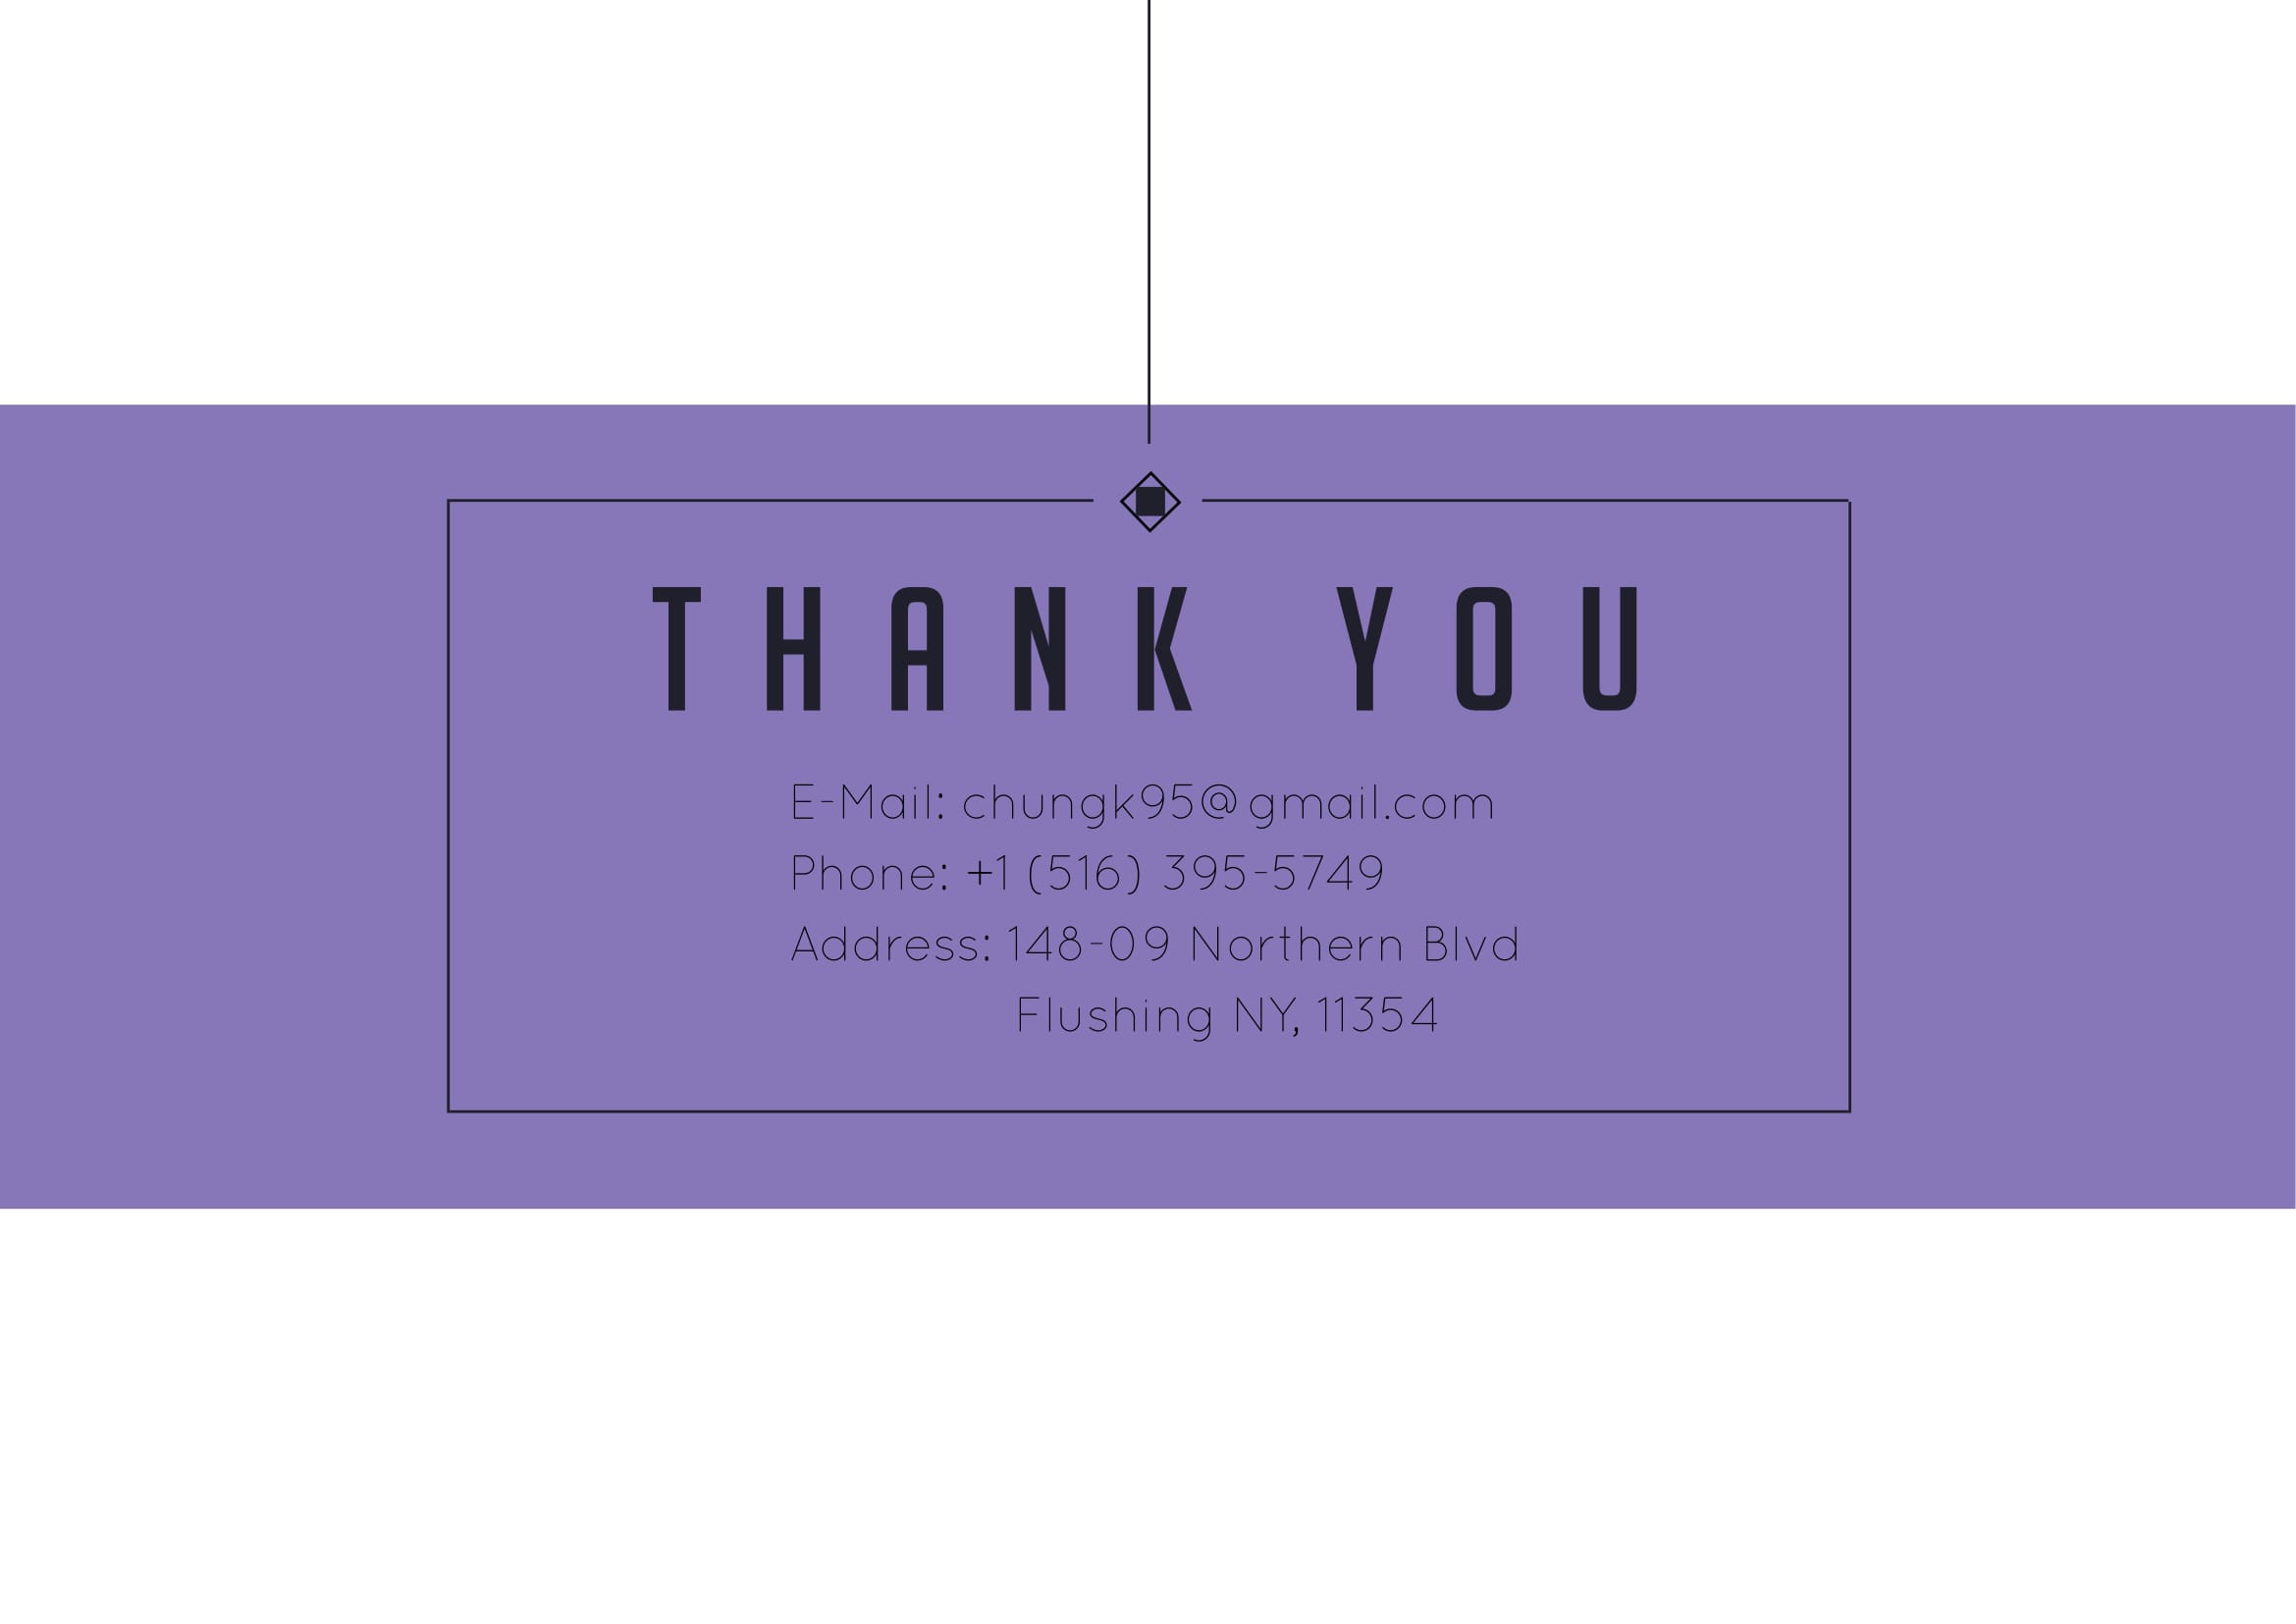 THANK YOU
E-Mail: chungk95@gmail.com
Phone: +1 (516) 395-5749
Address: 148-09 Northern Blvd
Flushing NY, 11354